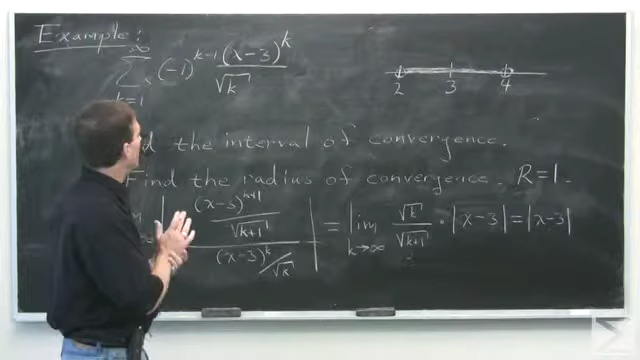 Example:
∞
∑ (-1)^{k-1} (x-3)^k / √k
k=1
2 3 4
d the interval of convergence.
Find the radius of convergence. R=1.
m | ((x-3)^{k+1} / √(k+1)) / ((x-3)^k / √k) | = lim_{k→∞} √k / √(k+1) · |x-3| = |x-3|